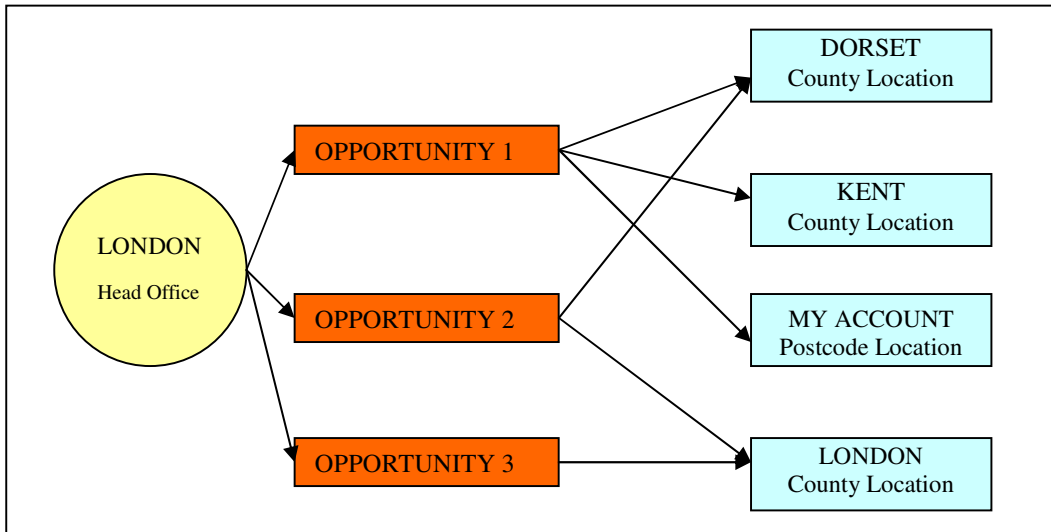 LONDON
Head Office
OPPORTUNITY 1
OPPORTUNITY 2
OPPORTUNITY 3
DORSET
County Location
KENT
County Location
MY ACCOUNT
Postcode Location
LONDON
County Location